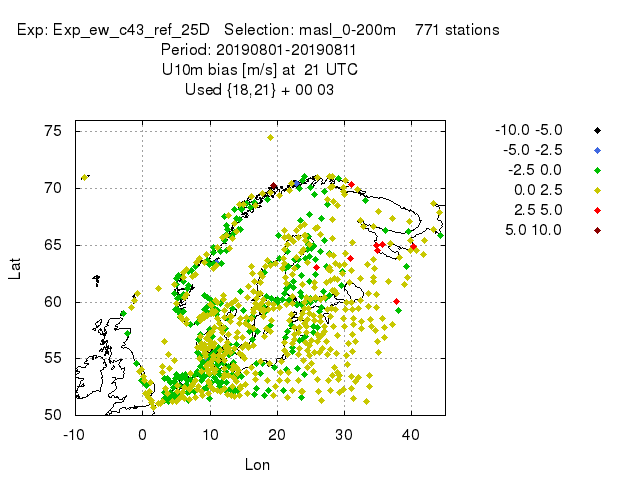 Exp: Exp_ew_c43_ref_25D   Selection: masl_0-200m    771 stations
Period: 20190801-20190811
U10m bias [m/s] at  21 UTC
Used {18,21} + 00 03
-10.0 -5.0
-5.0 -2.5
-2.5 0.0
0.0 2.5
2.5 5.0
5.0 10.0
75
70
65
60
55
50
Lat
-10 0 10 20 30 40
Lon